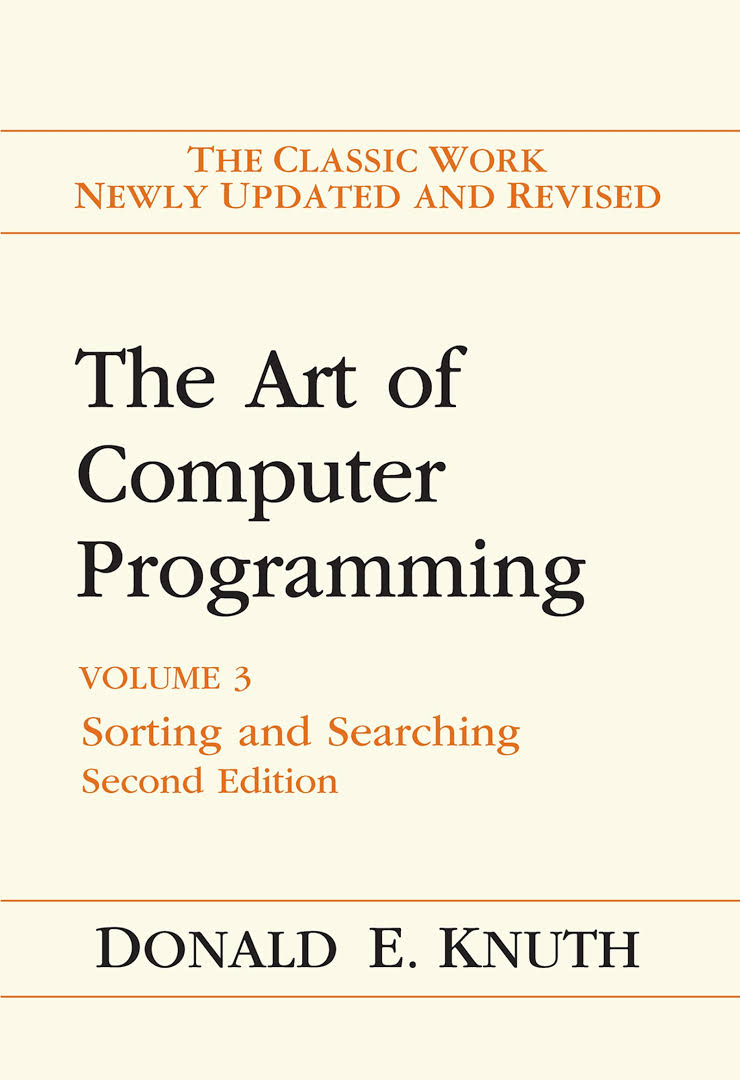 THE CLASSIC WORK
NEWLY UPDATED AND REVISED
The Art of
Computer
Programming
VOLUME 3
Sorting and Searching
Second Edition
DONALD E. KNUTH